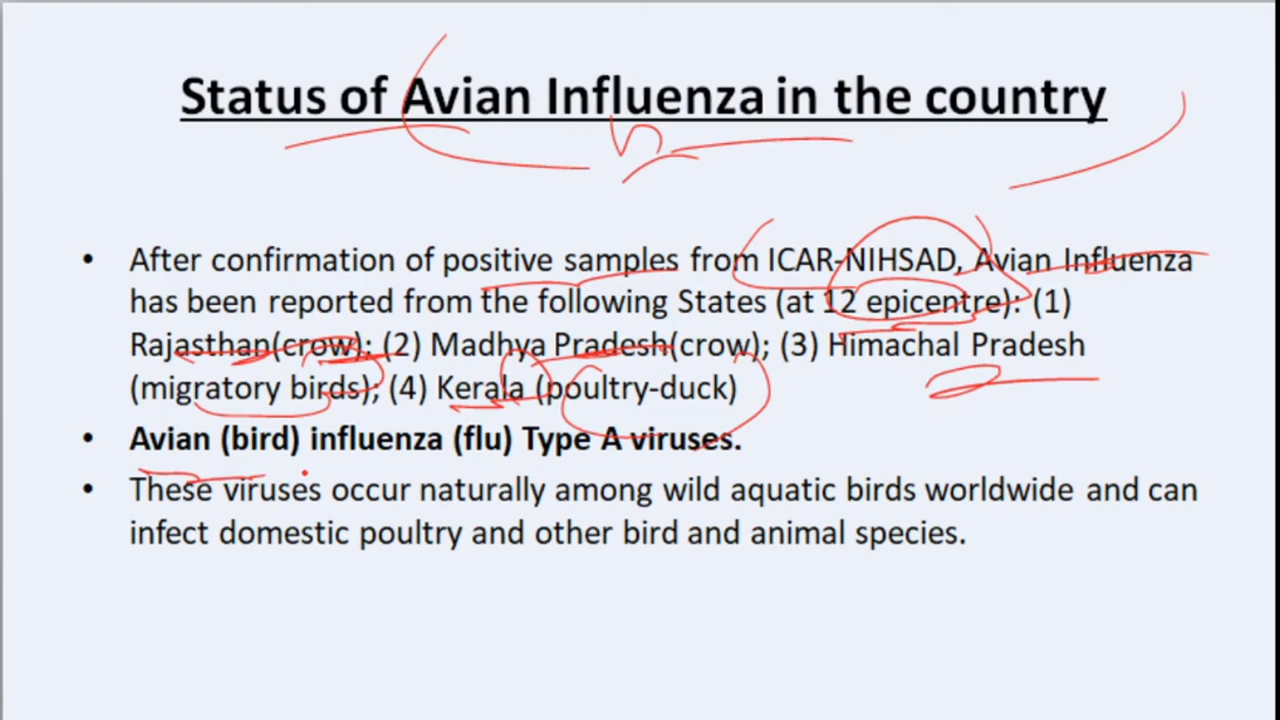 Status of Avian Influenza in the country
• After confirmation of positive samples from ICAR-NIHSAD, Avian Influenza
has been reported from the following States (at 12 epicentre): (1)
Rajasthan(crow); (2) Madhya Pradesh(crow); (3) Himachal Pradesh
(migratory birds); (4) Kerala (poultry-duck)
• Avian (bird) influenza (flu) Type A viruses.
• These viruses occur naturally among wild aquatic birds worldwide and can
infect domestic poultry and other bird and animal species.